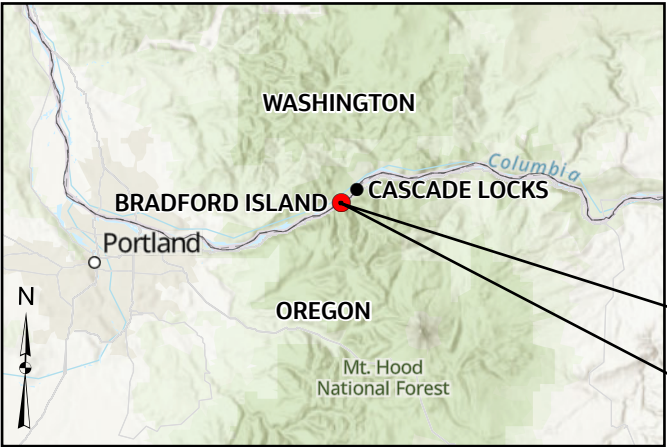 WASHINGTON
Columbia
CASCADE LOCKS
BRADFORD ISLAND
Portland
N
OREGON
Mt. Hood
National Forest